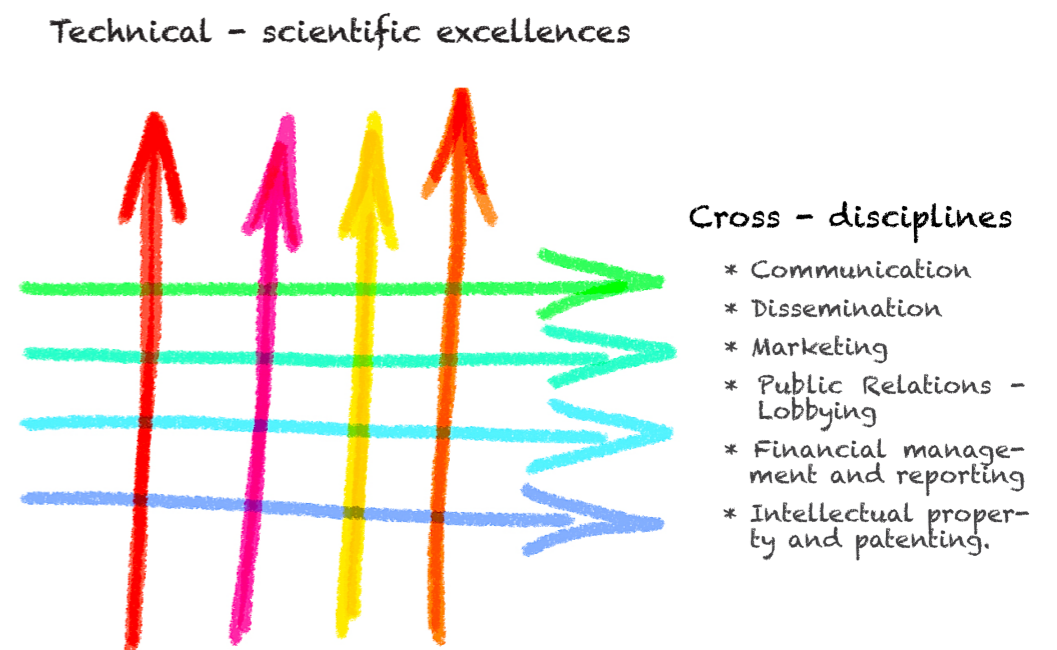 Technical - scientific excellences
Cross - disciplines
* Communication
* Dissemination
* Marketing
* Public Relations -
Lobbying
* Financial manage-
ment and reporting
* Intellectual proper-
ty and patenting.